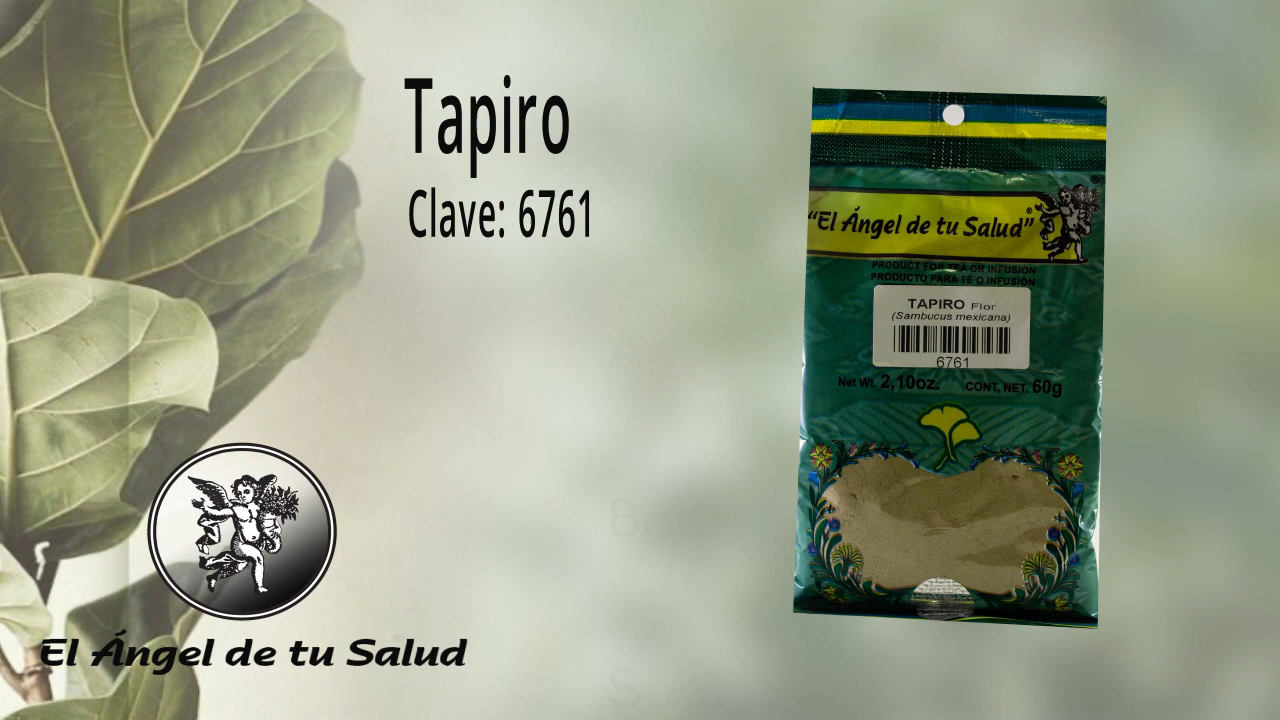 Tapiro
Clave: 6761
"El Ángel de tu Salud"®
®
PRODUCT FOR TEA OR INFUSION
PRODUCTO PARA TÉ O INFUSIÓN
TAPIRO Flor
(Sambucus mexicana)
6761
Net Wt. 2,10oz. CONT. NET. 60g
El Ángel de tu Salud